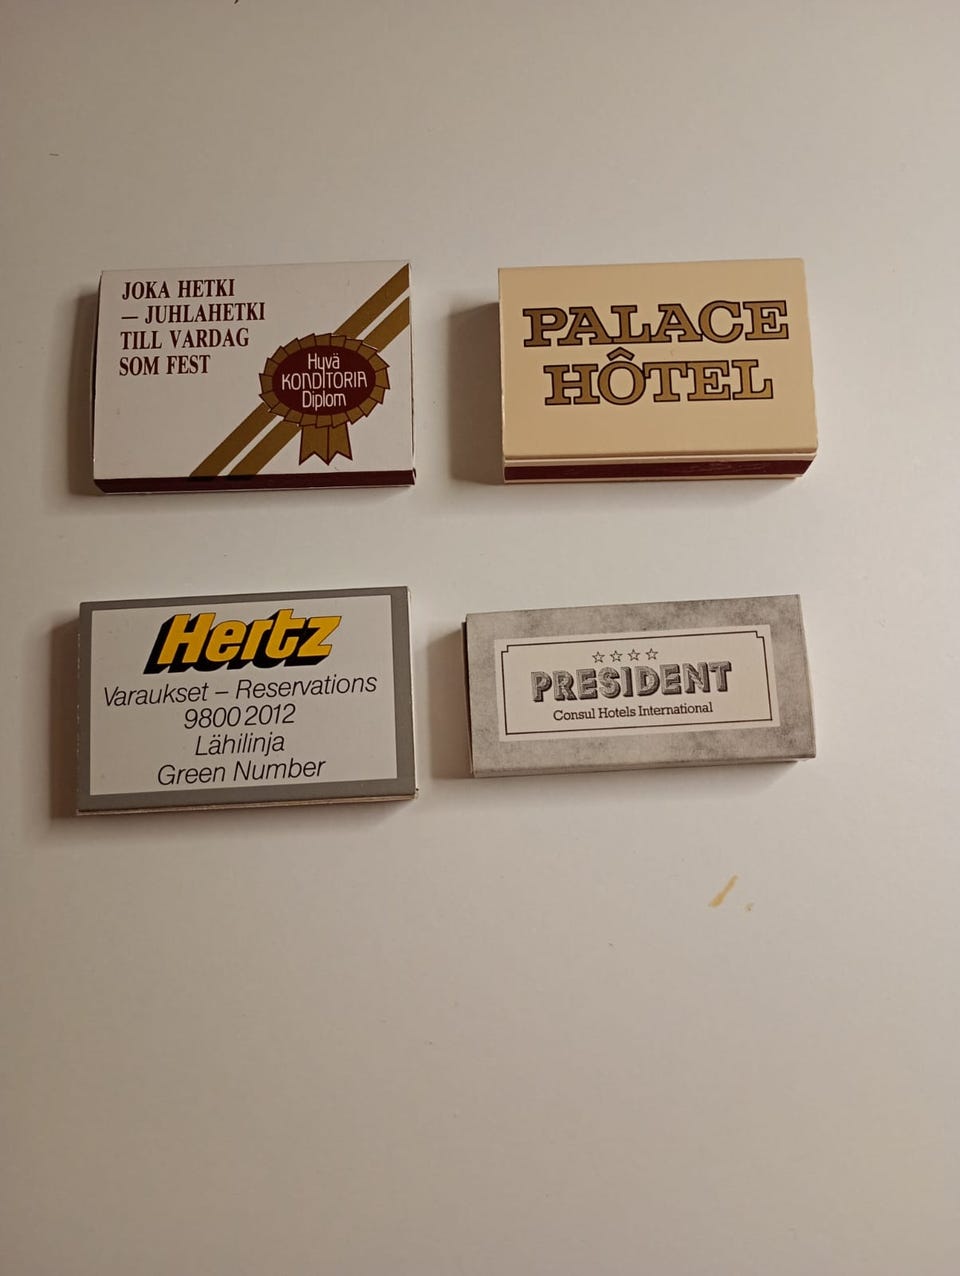 JOKA HETKI
— JUHLAHETKI
TILL VARDAG
SOM FEST
Hyvä
KONDITORIA
Diplom
PALACE
HÔTEL
Hertz
Varaukset – Reservations
9800 2012
Lähilinja
Green Number
PRESIDENT
Consul Hotels International